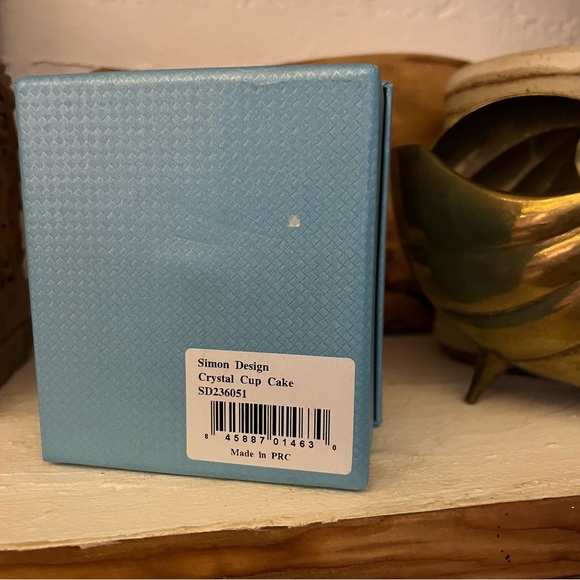 Simon Design
Crystal Cup Cake
SD236051
8 45887 01463 0
Made in PRC